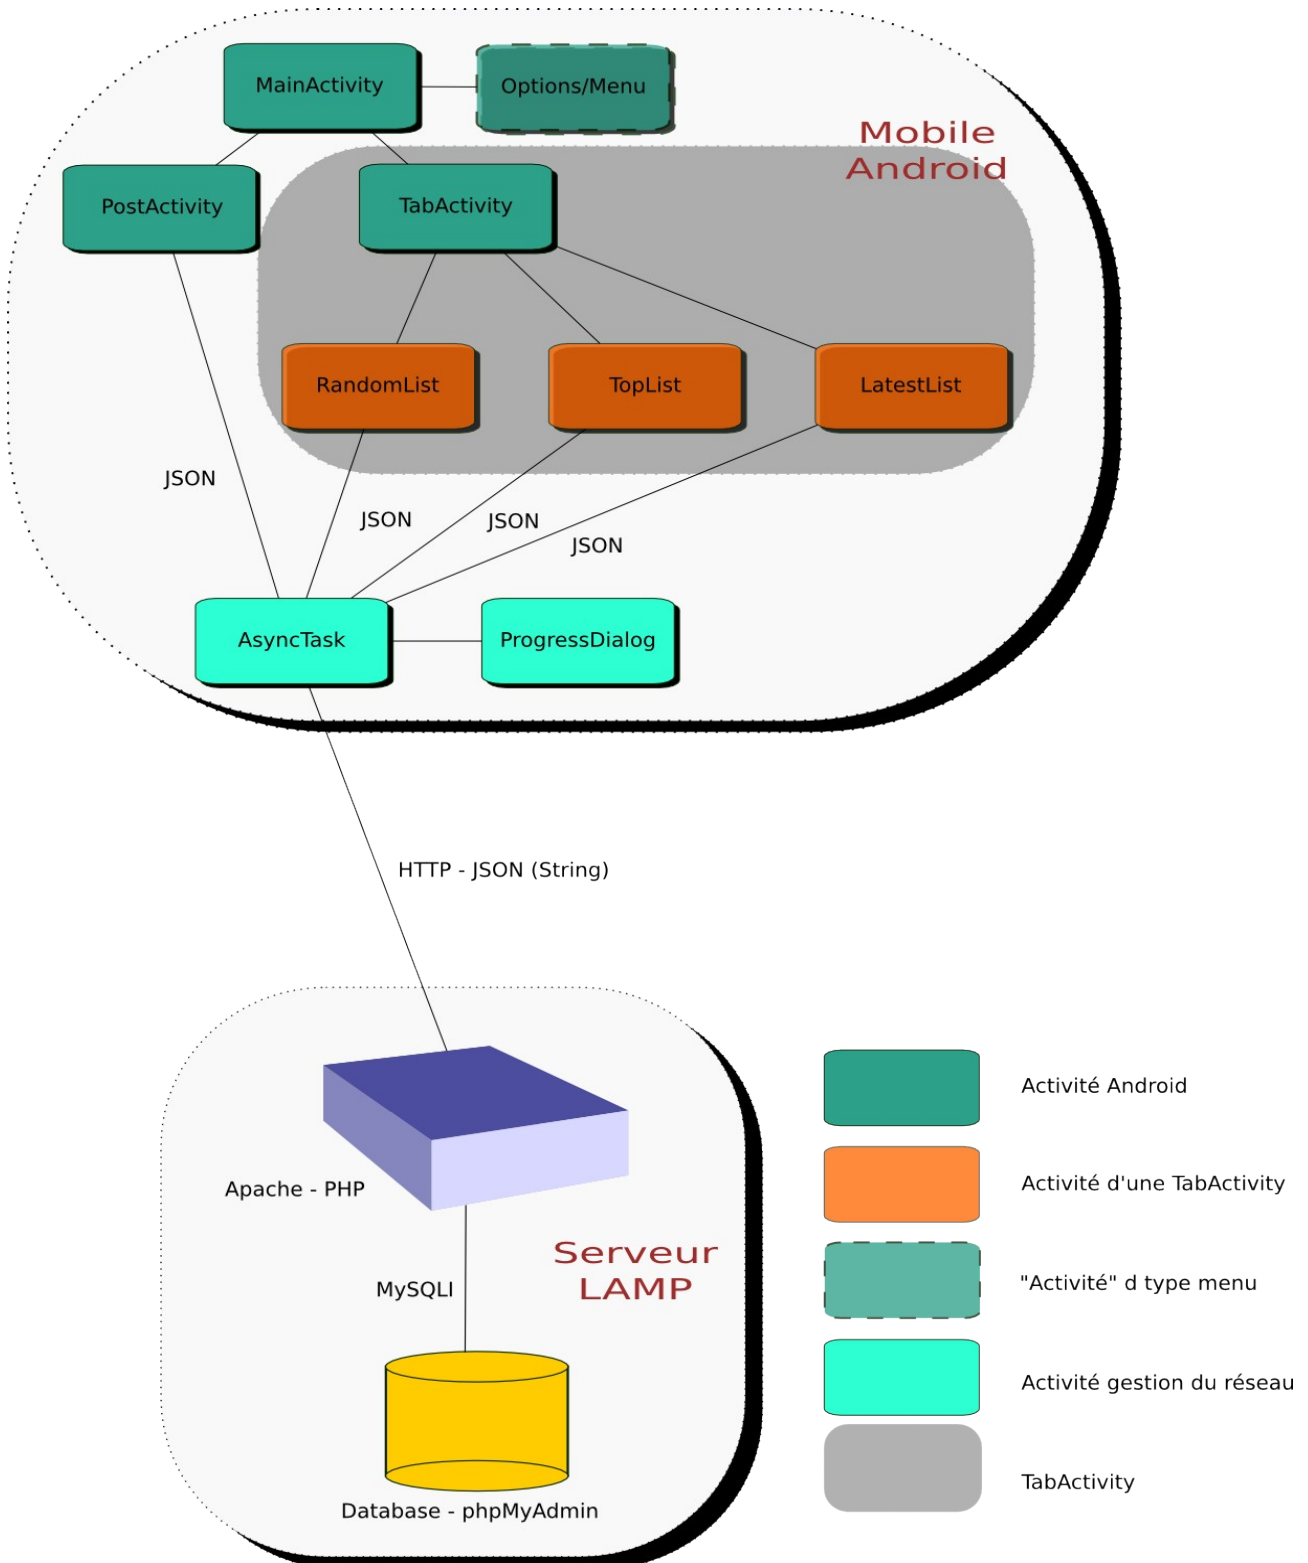 MainActivity
Options/Menu
Mobile
Android
PostActivity
TabActivity
RandomList
TopList
LatestList
JSON
JSON
JSON
JSON
AsyncTask
ProgressDialog
HTTP - JSON (String)
Apache - PHP
Serveur
LAMP
MySQLI
Database - phpMyAdmin
Activité Android
Activité d'une TabActivity
"Activité" d type menu
Activité gestion du réseau
TabActivity